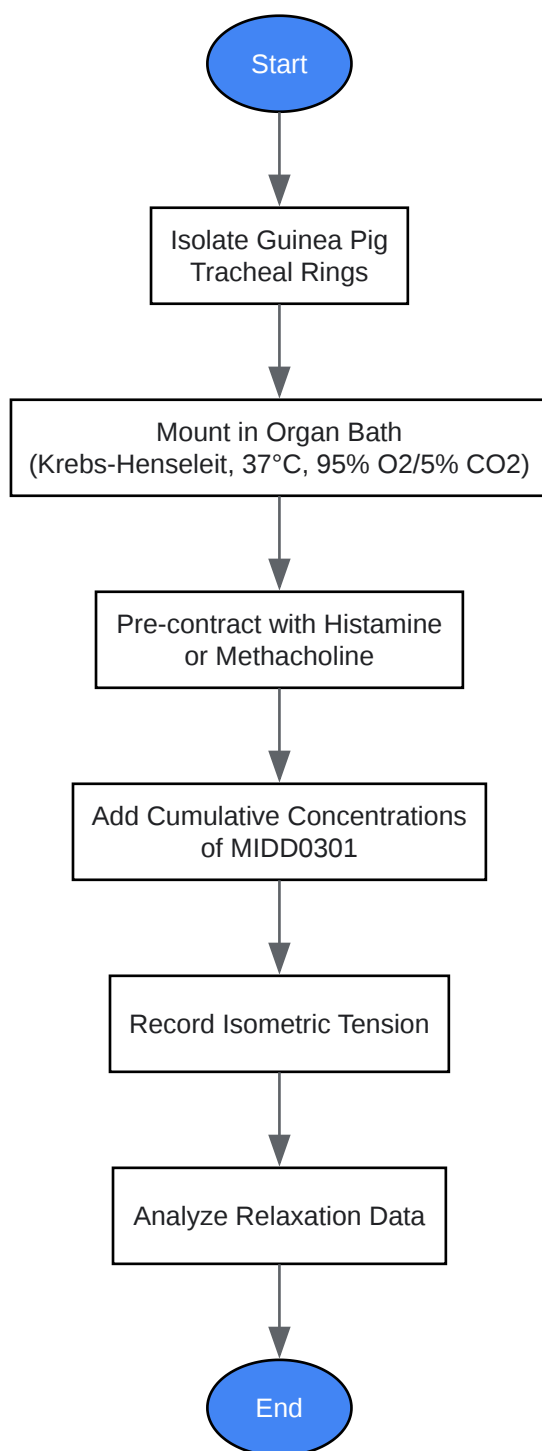 Start
Isolate Guinea Pig
Tracheal Rings
Mount in Organ Bath
(Krebs-Henseleit, 37°C, 95% O2/5% CO2)
Pre-contract with Histamine
or Methacholine
Add Cumulative Concentrations
of MIDD0301
Record Isometric Tension
Analyze Relaxation Data
End